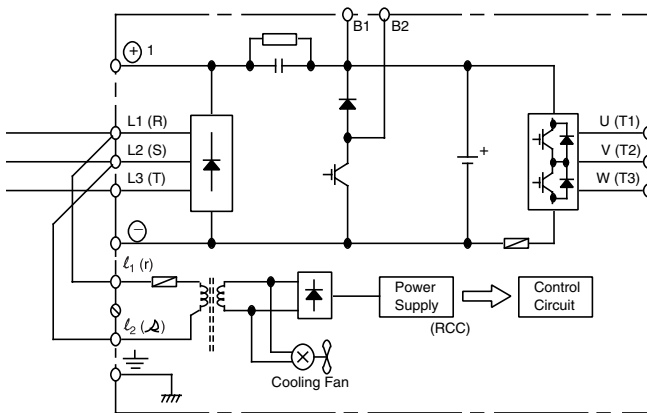 B1 B2
+ 1
L1 (R)
L2 (S)
L3 (T)
U (T1)
V (T2)
W (T3)
+
−
ℓ1 (r)
ℓ2 (s)
Power
Supply
(RCC)
Control
Circuit
Cooling Fan